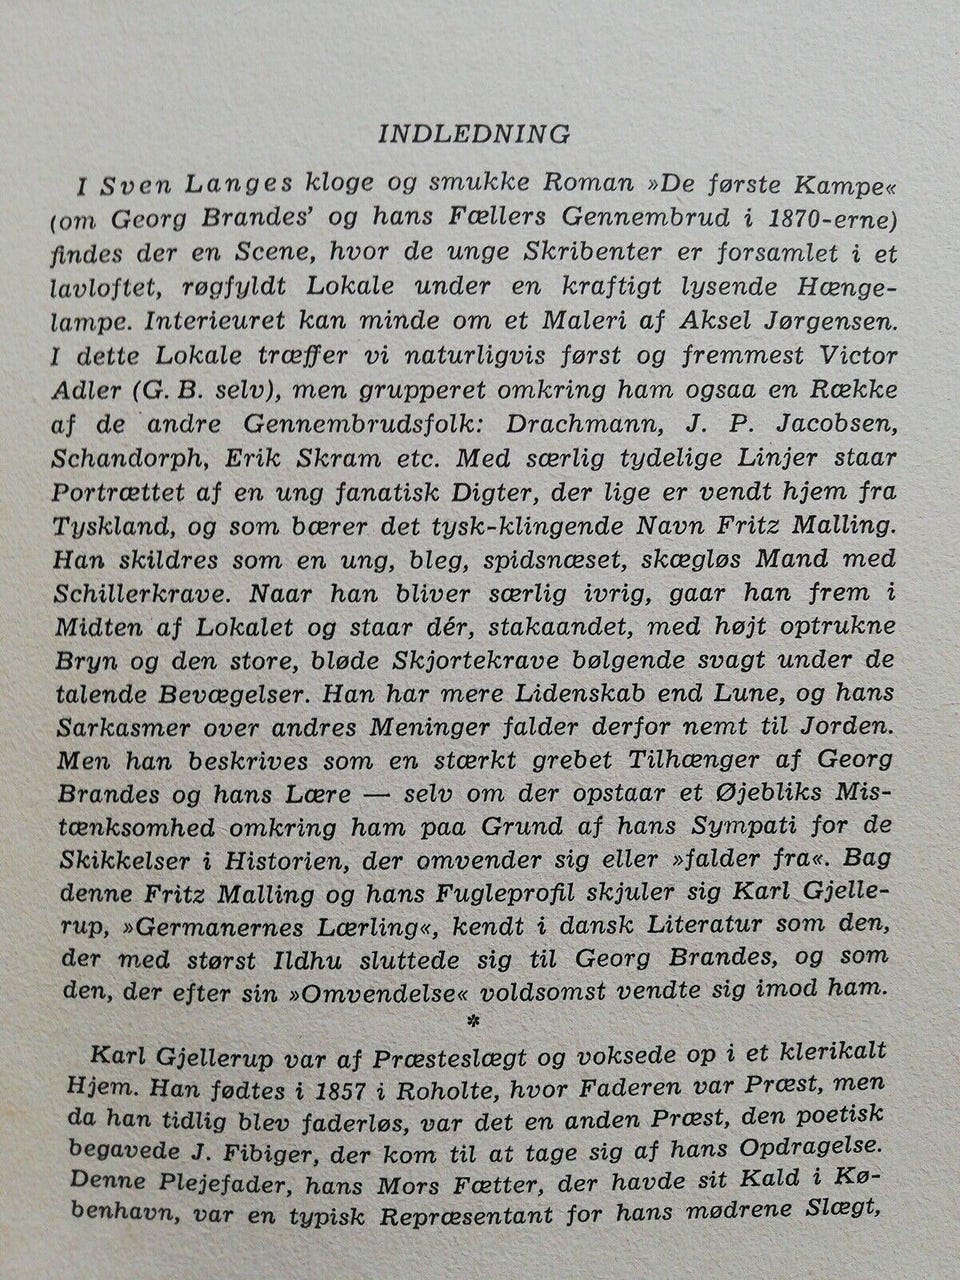 INDLEDNING
I Sven Langes kloge og smukke Roman »De første Kampe«
(om Georg Brandes' og hans Fællers Gennembrud i 1870-erne)
findes der en Scene, hvor de unge Skribenter er forsamlet i et
lavloftet, røgfyldt Lokale under en kraftigt lysende Hænge-
lampe. Interieuret kan minde om et Maleri af Aksel Jørgensen.
I dette Lokale træffer vi naturligvis først og fremmest Victor
Adler (G. B. selv), men grupperet omkring ham ogsaa en Række
af de andre Gennembrudsfolk: Drachmann, J. P. Jacobsen,
Schandorph, Erik Skram etc. Med særlig tydelige Linjer staar
Portrættet af en ung fanatisk Digter, der lige er vendt hjem fra
Tyskland, og som bærer det tysk-klingende Navn Fritz Malling.
Han skildres som en ung, bleg, spidsnæset, skægløs Mand med
Schillerkrave. Naar han bliver særlig ivrig, gaar han frem i
Midten af Lokalet og staar dér, stakaandet, med højt optrukne
Bryn og den store, bløde Skjortekrave bølgende svagt under de
talende Bevægelser. Han har mere Lidenskab end Lune, og hans
Sarkasmer over andres Meninger falder derfor nemt til Jorden.
Men han beskrives som en stærkt grebet Tilhænger af Georg
Brandes og hans Lære — selv om der opstaar et Øjebliks Mis-
tænksomhed omkring ham paa Grund af hans Sympati for de
Skikkelser i Historien, der omvender sig eller »falder fra«. Bag
denne Fritz Malling og hans Fugleprofil skjuler sig Karl Gjelle-
rup, »Germanernes Lærling«, kendt i dansk Literatur som den,
der med størst Ildhu sluttede sig til Georg Brandes, og som
den, der efter sin »Omvendelse« voldsomst vendte sig imod ham.
*
Karl Gjellerup var af Præsteslægt og voksede op i et klerikalt
Hjem. Han fødtes i 1857 i Roholte, hvor Faderen var Præst, men
da han tidlig blev faderløs, var det en anden Præst, den poetisk
begavede J. Fibiger, der kom til at tage sig af hans Opdragelse.
Denne Plejefader, hans Mors Fætter, der havde sit Kald i Kø-
benhavn, var en typisk Repræsentant for hans mødrene Slægt,